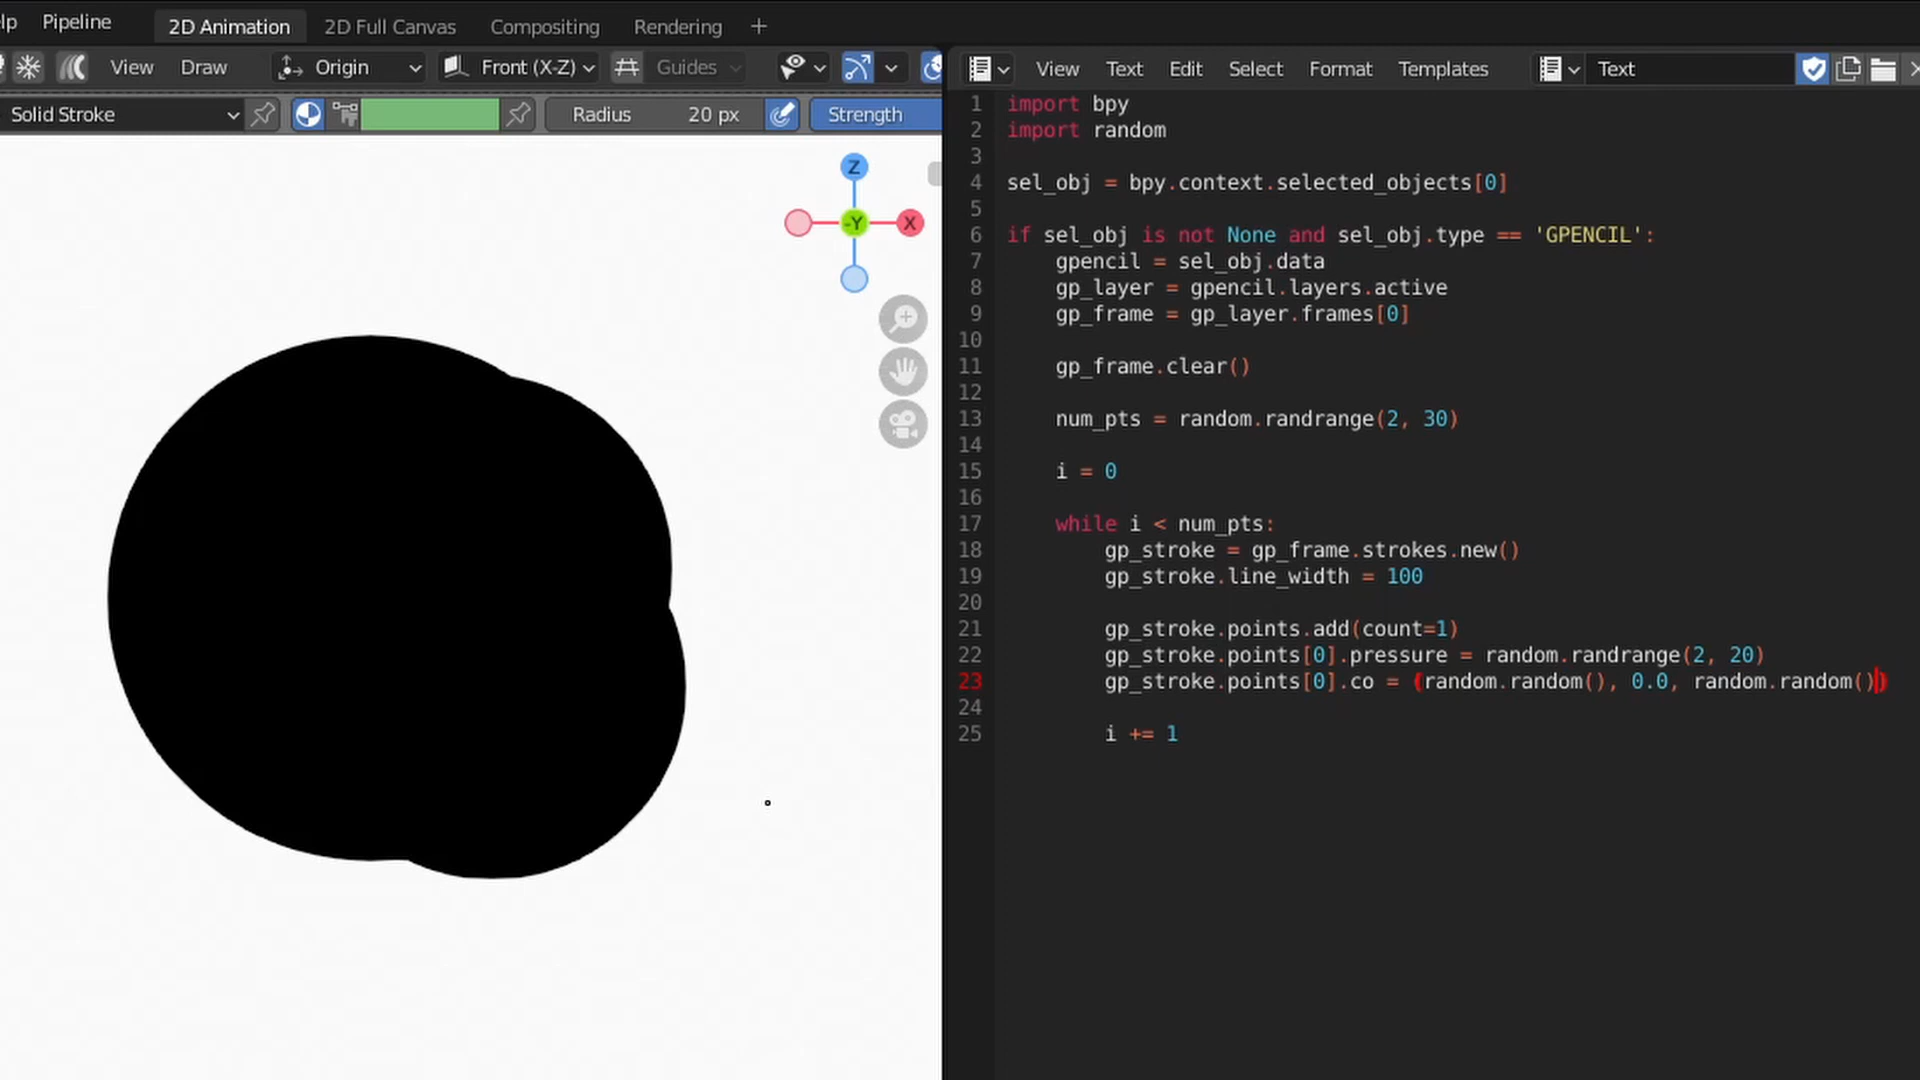 lp Pipeline 2D Animation 2D Full Canvas Compositing Rendering +
View Draw Origin Front (X-Z) Guides
Solid Stroke Radius 20 px Strength
Z
-Y X
View Text Edit Select Format Templates Text
1 import bpy
2 import random
3
4 sel_obj = bpy.context.selected_objects[0]
5
6 if sel_obj is not None and sel_obj.type == 'GPENCIL':
7 gpencil = sel_obj.data
8 gp_layer = gpencil.layers.active
9 gp_frame = gp_layer.frames[0]
10
11 gp_frame.clear()
12
13 num_pts = random.randrange(2, 30)
14
15 i = 0
16
17 while i < num_pts:
18 gp_stroke = gp_frame.strokes.new()
19 gp_stroke.line_width = 100
20
21 gp_stroke.points.add(count=1)
22 gp_stroke.points[0].pressure = random.randrange(2, 20)
23 gp_stroke.points[0].co = (random.random(), 0.0, random.random())
24
25 i += 1